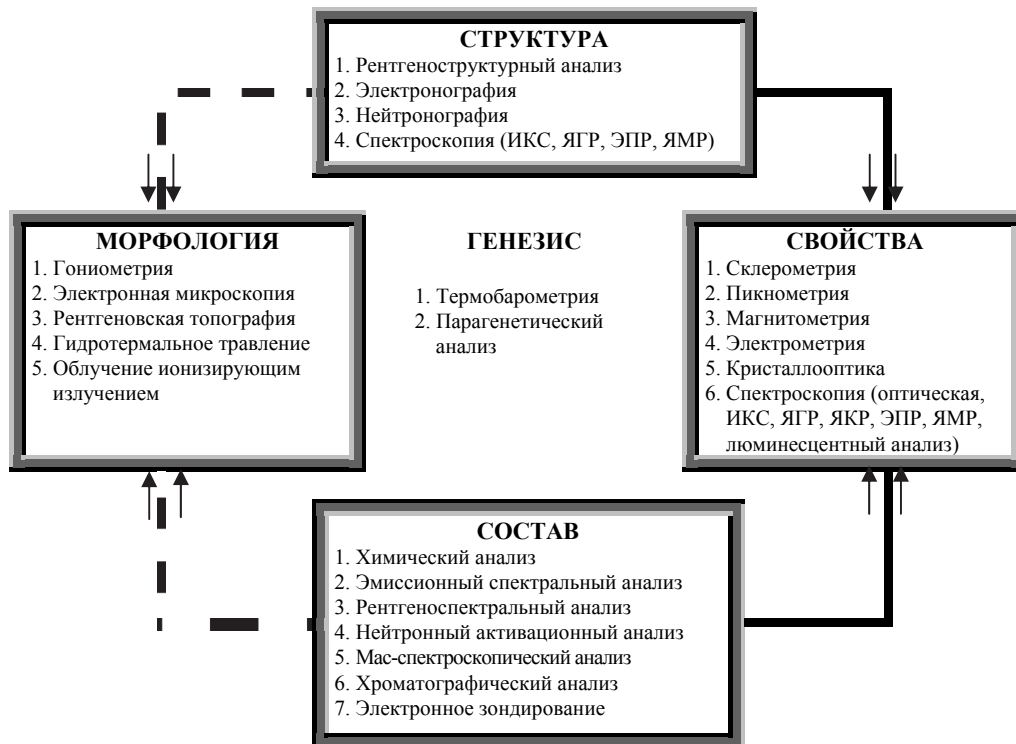 СТРУКТУРА
1. Рентгеноструктурный анализ
2. Электронография
3. Нейтронография
4. Спектроскопия (ИКС, ЯГР, ЭПР, ЯМР)
МОРФОЛОГИЯ
1. Гониометрия
2. Электронная микроскопия
3. Рентгеновская топография
4. Гидротермальное травление
5. Облучение ионизирующим
излучением
ГЕНЕЗИС
1. Термобарометрия
2. Парагенетический
анализ
СВОЙСТВА
1. Склерометрия
2. Пикнометрия
3. Магнитометрия
4. Электрометрия
5. Кристаллооптика
6. Спектроскопия (оптическая,
ИКС, ЯГР, ЯКР, ЭПР, ЯМР,
люминесцентный анализ)
СОСТАВ
1. Химический анализ
2. Эмиссионный спектральный анализ
3. Рентгеноспектральный анализ
4. Нейтронный активационный анализ
5. Мас-спектроскопический анализ
6. Хроматографический анализ
7. Электронное зондирование